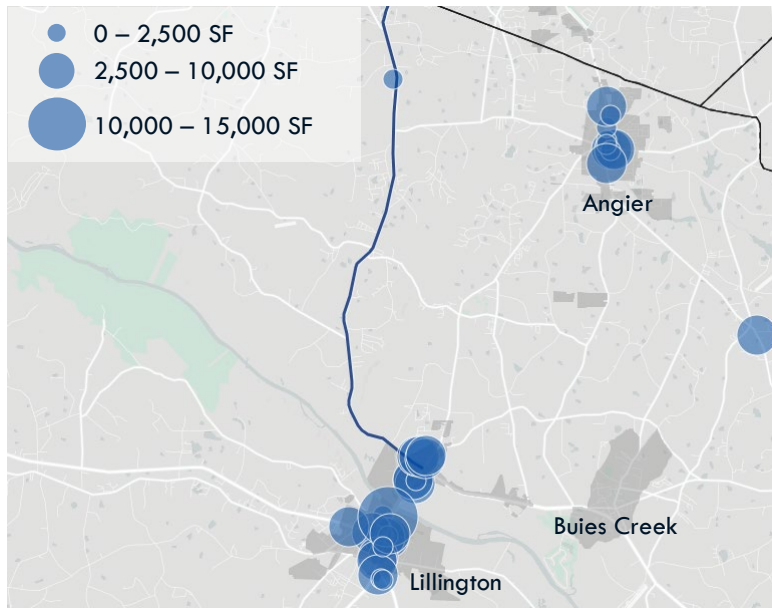 0 – 2,500 SF
2,500 – 10,000 SF
10,000 – 15,000 SF
Angier
Buies Creek
Lillington